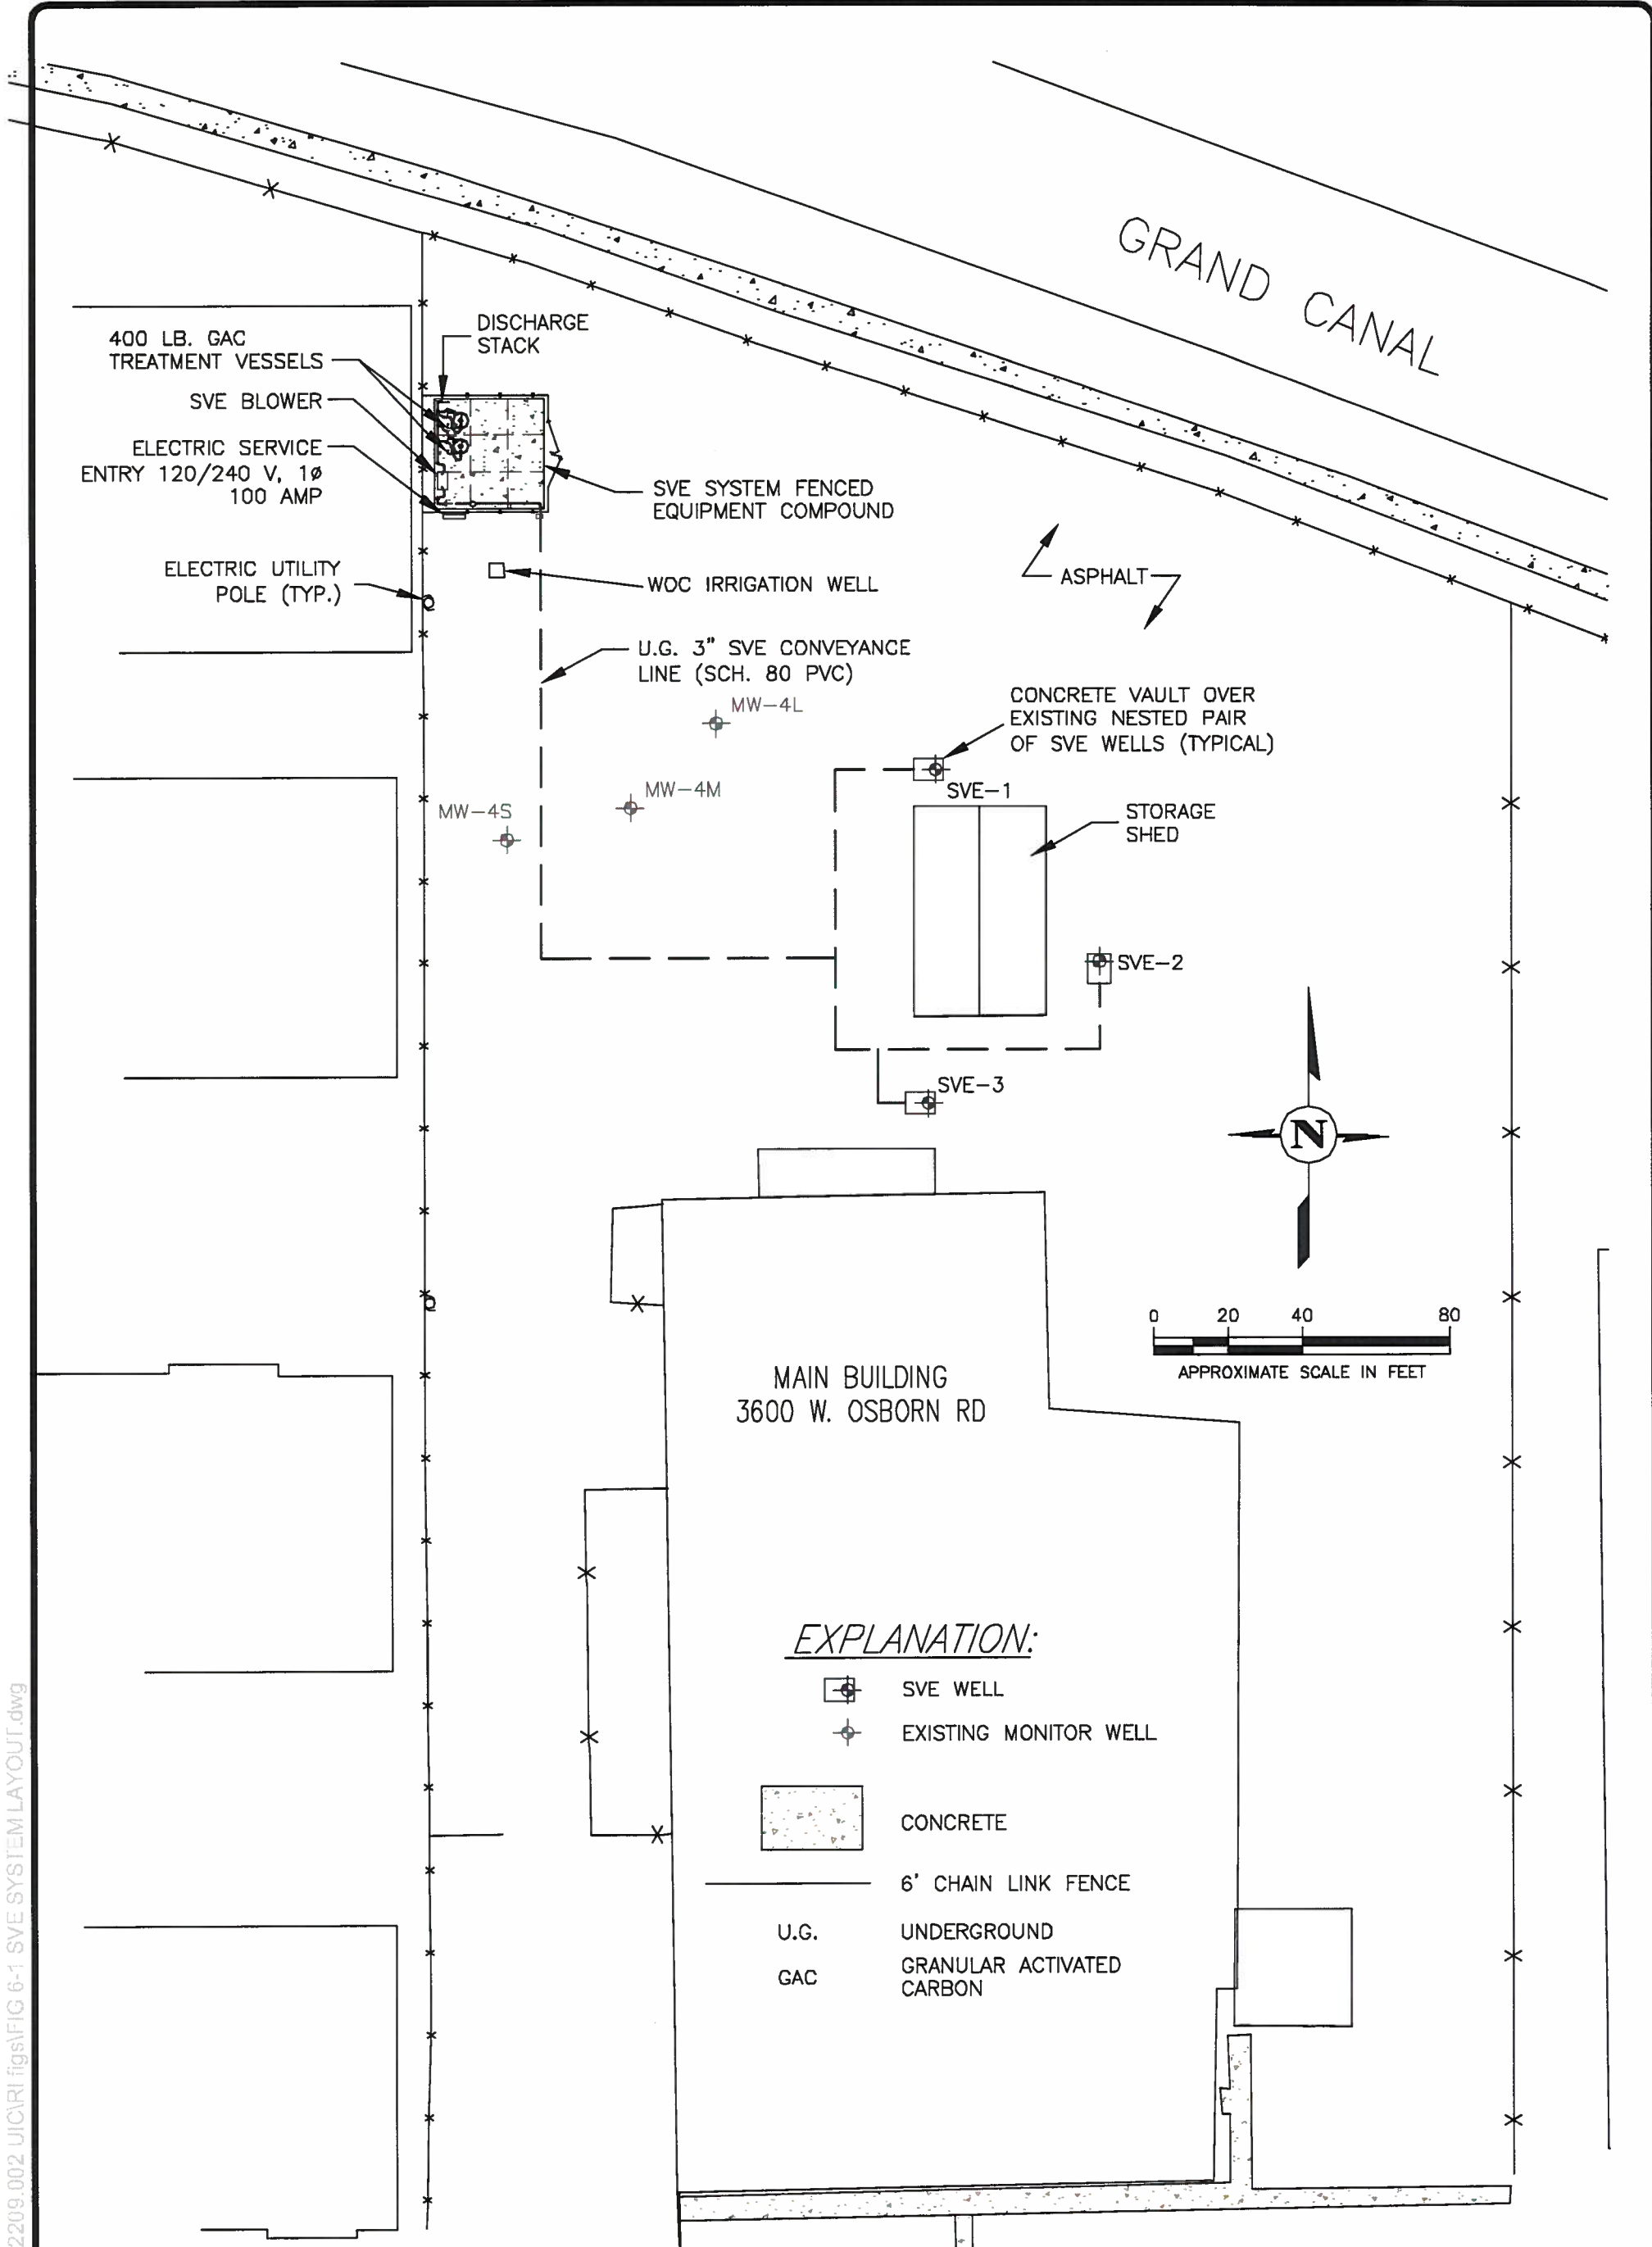 GRAND CANAL
DISCHARGE
STACK
400 LB. GAC
TREATMENT VESSELS
SVE BLOWER
ELECTRIC SERVICE
ENTRY 120/240 V, 1ø
100 AMP
SVE SYSTEM FENCED
EQUIPMENT COMPOUND
ELECTRIC UTILITY
POLE (TYP.)
WOC IRRIGATION WELL
ASPHALT
U.G. 3" SVE CONVEYANCE
LINE (SCH. 80 PVC)
MW-4L
CONCRETE VAULT OVER
EXISTING NESTED PAIR
OF SVE WELLS (TYPICAL)
MW-4M
MW-4S
SVE-1
STORAGE
SHED
SVE-2
SVE-3
N
0 20 40 80
APPROXIMATE SCALE IN FEET
MAIN BUILDING
3600 W. OSBORN RD
EXPLANATION:
SVE WELL
EXISTING MONITOR WELL
CONCRETE
6' CHAIN LINK FENCE
U.G. UNDERGROUND
GAC GRANULAR ACTIVATED
CARBON
2209.002 UIC\RI figs\FIG 6-1 SVE SYSTEM LAYOUT.dwg